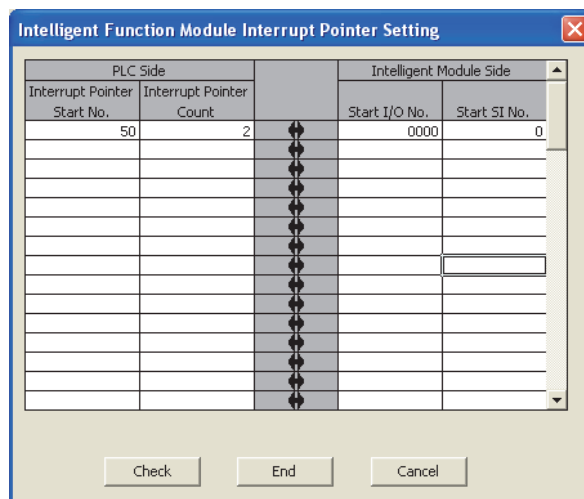 Intelligent Function Module Interrupt Pointer Setting
PLC Side Intelligent Module Side
Interrupt Pointer Interrupt Pointer
Start No. Count Start I/O No. Start SI No.
50 2 0000 0
Check End Cancel